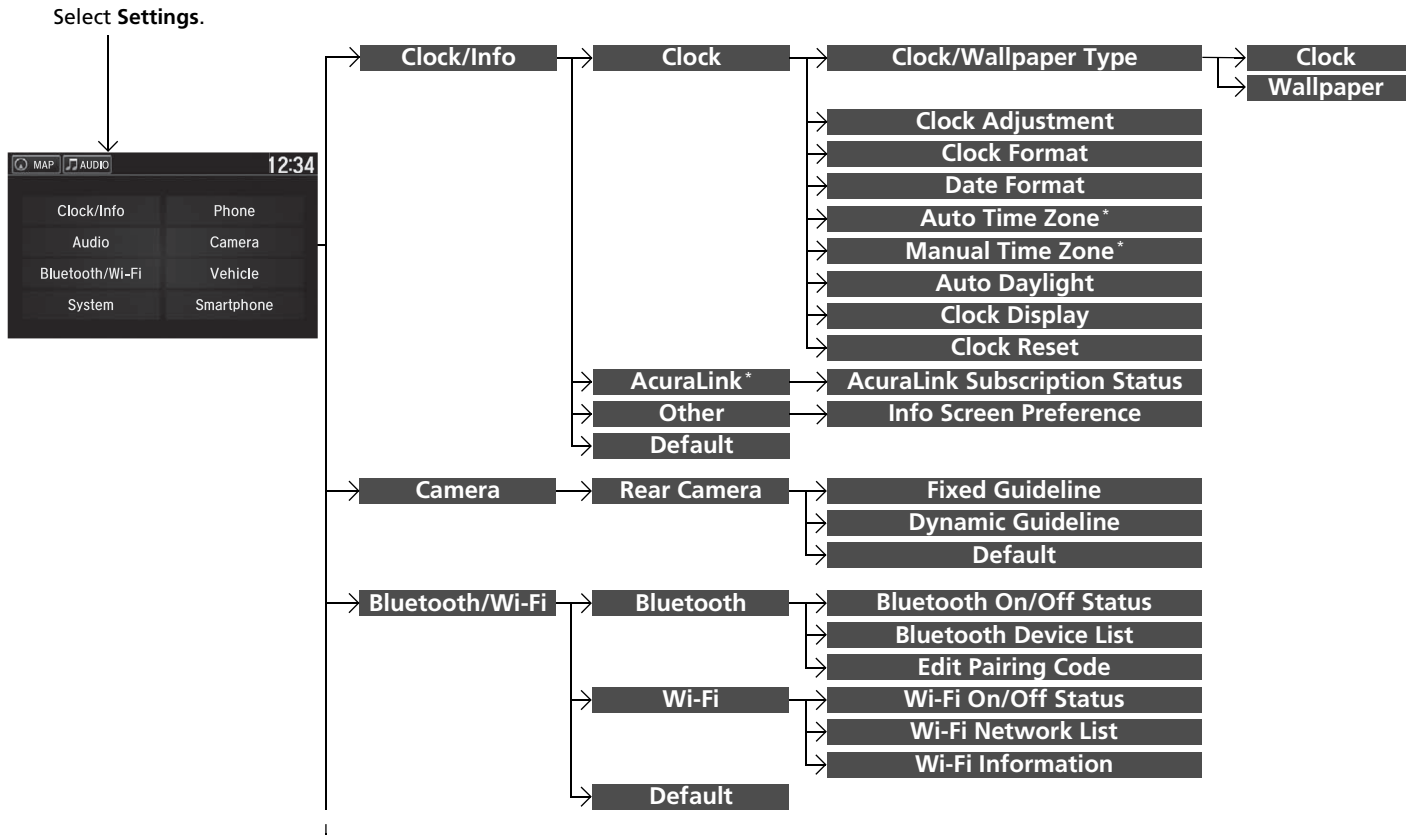 Select Settings.
MAP AUDIO 12:34
Clock/Info Phone
Audio Camera
Bluetooth/Wi-Fi Vehicle
System Smartphone
Clock/Info
Clock
Clock/Wallpaper Type
Clock
Wallpaper
Clock Adjustment
Clock Format
Date Format
Auto Time Zone*
Manual Time Zone*
Auto Daylight
Clock Display
Clock Reset
AcuraLink*
AcuraLink Subscription Status
Other
Info Screen Preference
Default
Camera
Rear Camera
Fixed Guideline
Dynamic Guideline
Default
Bluetooth/Wi-Fi
Bluetooth
Bluetooth On/Off Status
Bluetooth Device List
Edit Pairing Code
Wi-Fi
Wi-Fi On/Off Status
Wi-Fi Network List
Wi-Fi Information
Default